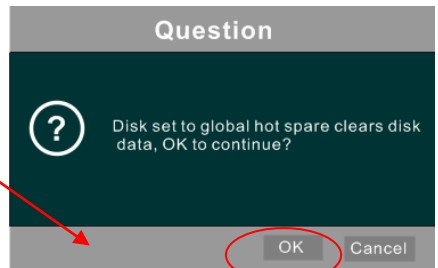 Question
?
Disk set to global hot spare clears disk
data, OK to continue?
OK Cancel